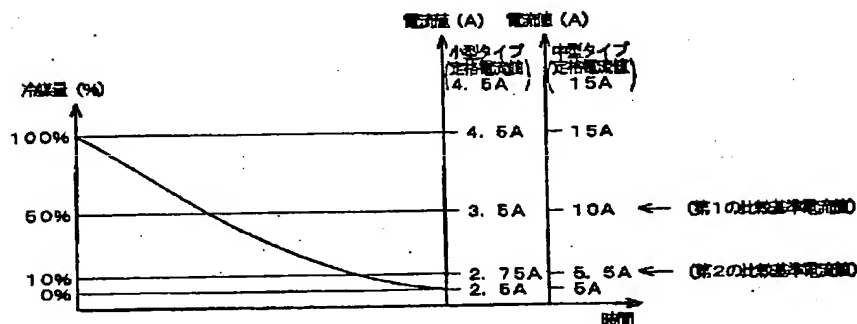 電流値（A） 電流値（A）
小型タイプ
（定格電流値
4．5A）
中型タイプ
（定格電流値
15A）
冷媒量（%）
100% 4．5A 15A
50% 3．5A 10A ← （第1の比較基準電流値）
10% 2．75A 5．5A ← （第2の比較基準電流値）
0% 2．5A 5A
時間